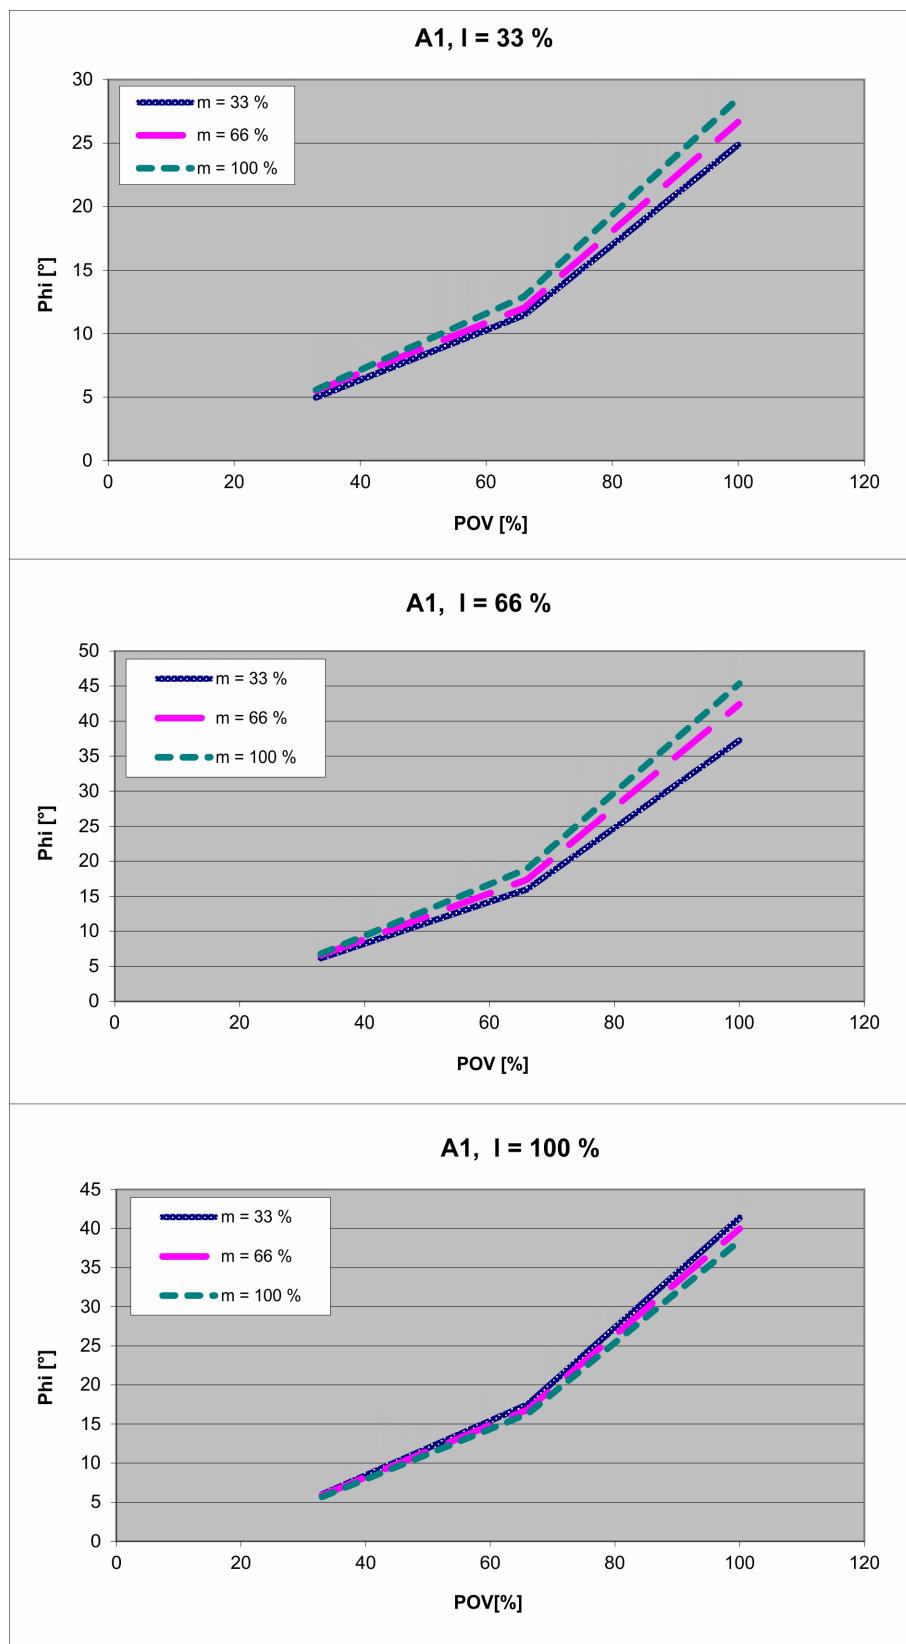 A1, l = 33 %
30
25
20
15
10
5
0
m = 33 %
m = 66 %
m = 100 %
Phi [°]
0 20 40 60 80 100 120
POV [%]
A1, l = 66 %
50
45
40
35
30
25
20
15
10
5
0
m = 33 %
m = 66 %
m = 100 %
Phi [°]
0 20 40 60 80 100 120
POV [%]
A1, l = 100 %
45
40
35
30
25
20
15
10
5
0
m = 33 %
m = 66 %
m = 100 %
Phi [°]
0 20 40 60 80 100 120
POV[%]